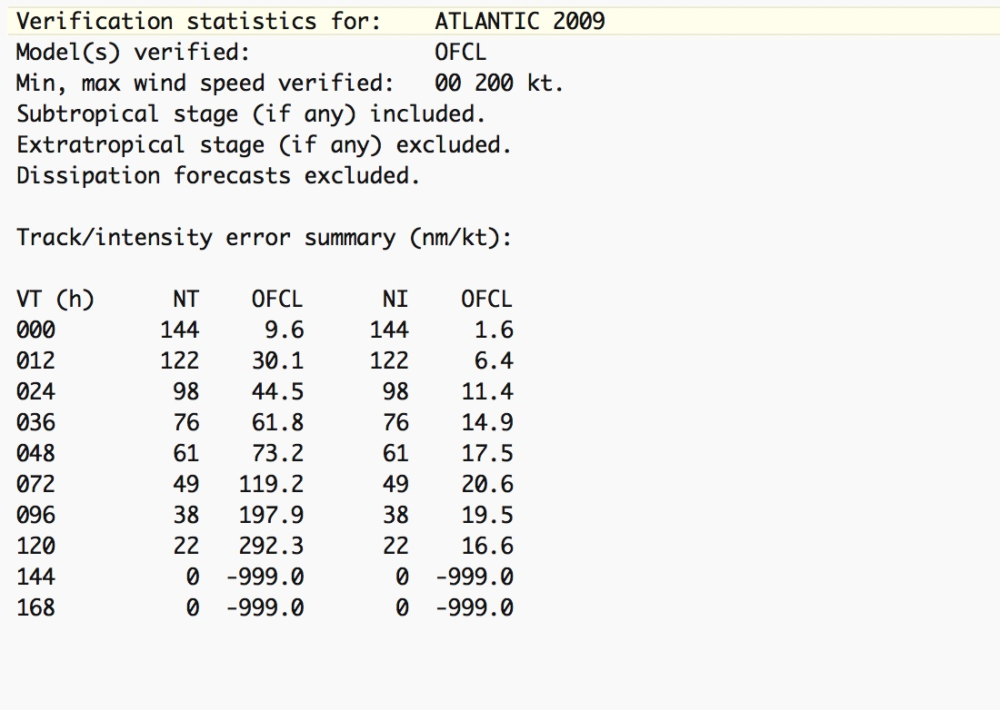 Verification statistics for:    ATLANTIC 2009
Model(s) verified:              OFCL
Min, max wind speed verified:   00 200 kt.
Subtropical stage (if any) included.
Extratropical stage (if any) excluded.
Dissipation forecasts excluded.
Track/intensity error summary (nm/kt):
VT (h)      NT    OFCL      NI    OFCL
000        144     9.6     144     1.6
012        122    30.1     122     6.4
024         98    44.5      98    11.4
036         76    61.8      76    14.9
048         61    73.2      61    17.5
072         49   119.2      49    20.6
096         38   197.9      38    19.5
120         22   292.3      22    16.6
144          0  -999.0       0  -999.0
168          0  -999.0       0  -999.0